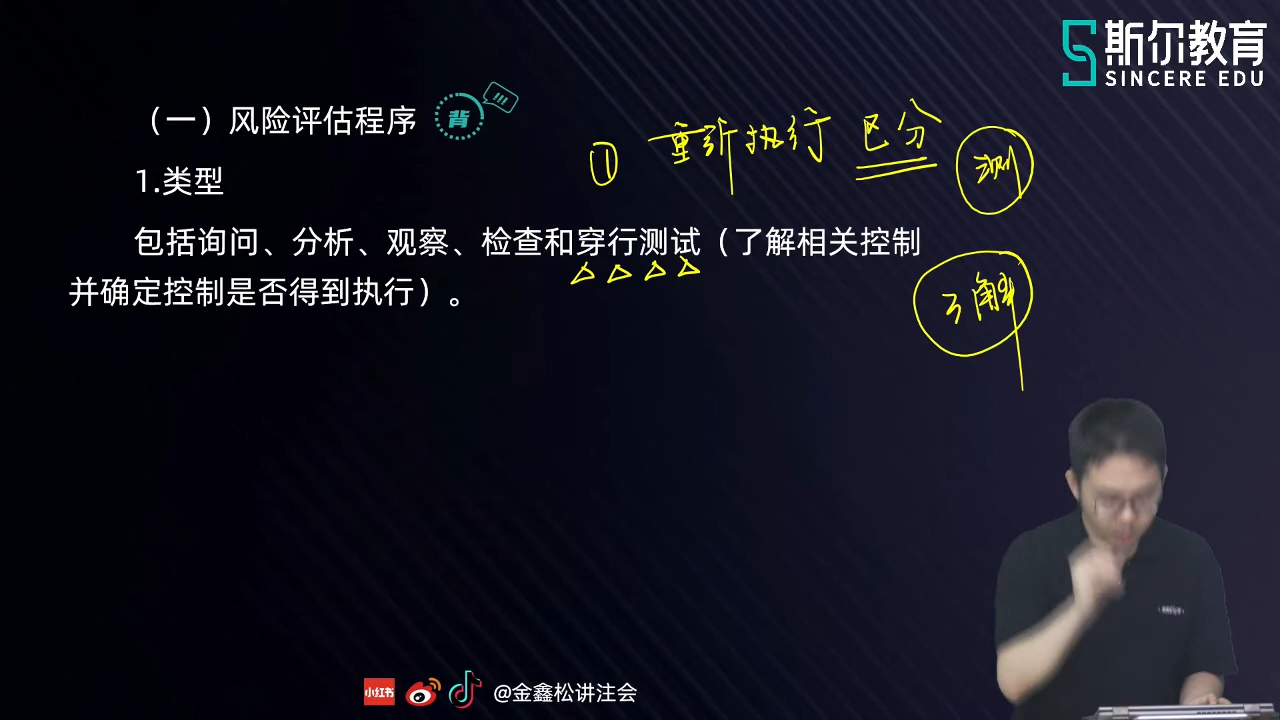 斯尔教育
SINCERE EDU
（一）风险评估程序 背
① 重新执行 区分 测
1.类型
包括询问、分析、观察、检查和穿行测试（了解相关控制
了解
并确定控制是否得到执行）。
小红书 @金鑫松讲注会